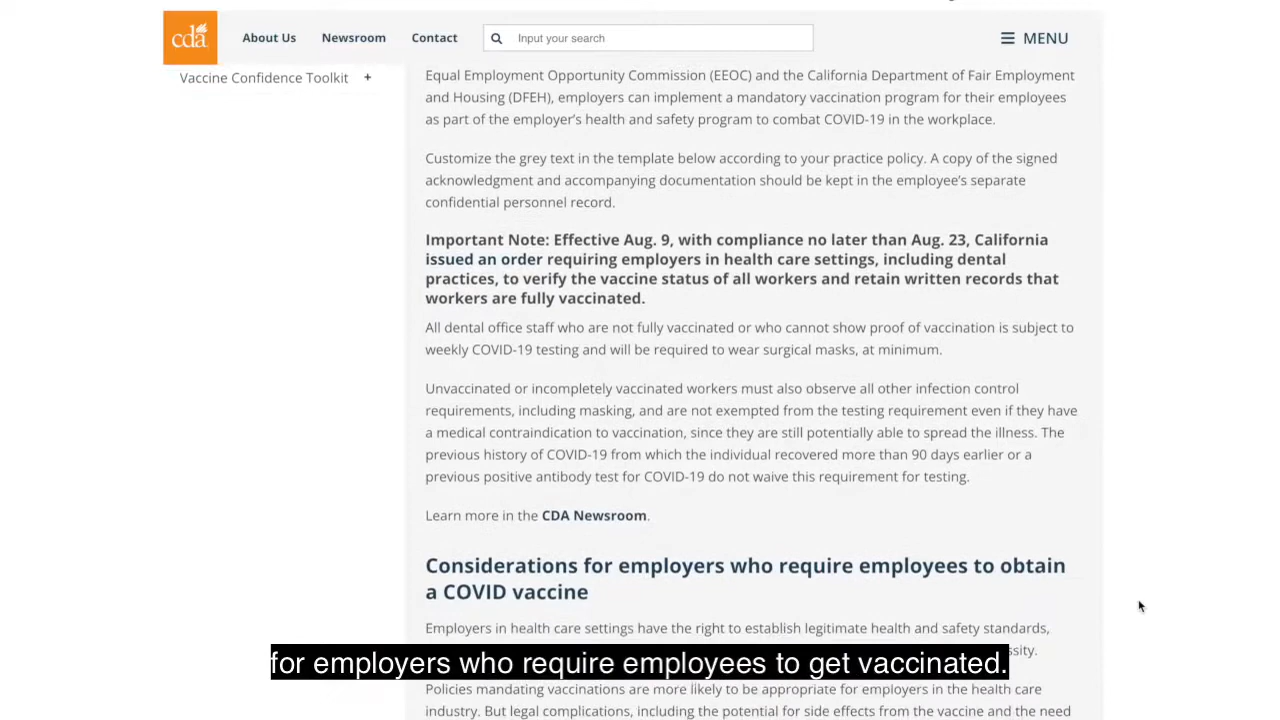 cda
About Us
Newsroom
Contact
Input your search
MENU
Vaccine Confidence Toolkit +
Equal Employment Opportunity Commission (EEOC) and the California Department of Fair Employment
and Housing (DFEH), employers can implement a mandatory vaccination program for their employees
as part of the employer's health and safety program to combat COVID-19 in the workplace.
Customize the grey text in the template below according to your practice policy. A copy of the signed
acknowledgment and accompanying documentation should be kept in the employee's separate
confidential personnel record.
Important Note: Effective Aug. 9, with compliance no later than Aug. 23, California
issued an order requiring employers in health care settings, including dental
practices, to verify the vaccine status of all workers and retain written records that
workers are fully vaccinated.
All dental office staff who are not fully vaccinated or who cannot show proof of vaccination is subject to
weekly COVID-19 testing and will be required to wear surgical masks, at minimum.
Unvaccinated or incompletely vaccinated workers must also observe all other infection control
requirements, including masking, and are not exempted from the testing requirement even if they have
a medical contraindication to vaccination, since they are still potentially able to spread the illness. The
previous history of COVID-19 from which the individual recovered more than 90 days earlier or a
previous positive antibody test for COVID-19 do not waive this requirement for testing.
Learn more in the CDA Newsroom.
Considerations for employers who require employees to obtain
a COVID vaccine
Employers in health care settings have the right to establish legitimate health and safety standards,
for employers who require employees to get vaccinated.
Policies mandating vaccinations are more likely to be appropriate for employers in the health care
industry. But legal complications, including the potential for side effects from the vaccine and the need